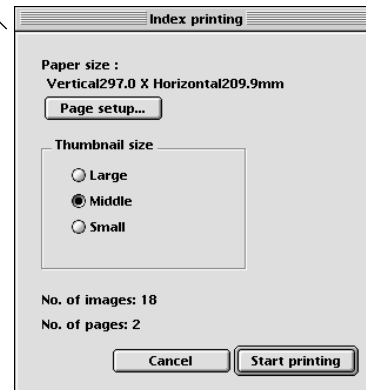 Index printing
Paper size :
Vertical297.0 X Horizontal209.9mm
Page setup...
Thumbnail size
Large
Middle
Small
No. of images: 18
No. of pages: 2
Cancel Start printing